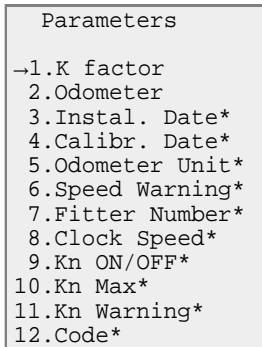 Parameters
→1.K factor
2.Odometer
3.Instal. Date*
4.Calibr. Date*
5.Odometer Unit*
6.Speed Warning*
7.Fitter Number*
8.Clock Speed*
9.Kn ON/OFF*
10.Kn Max*
11.Kn Warning*
12.Code*